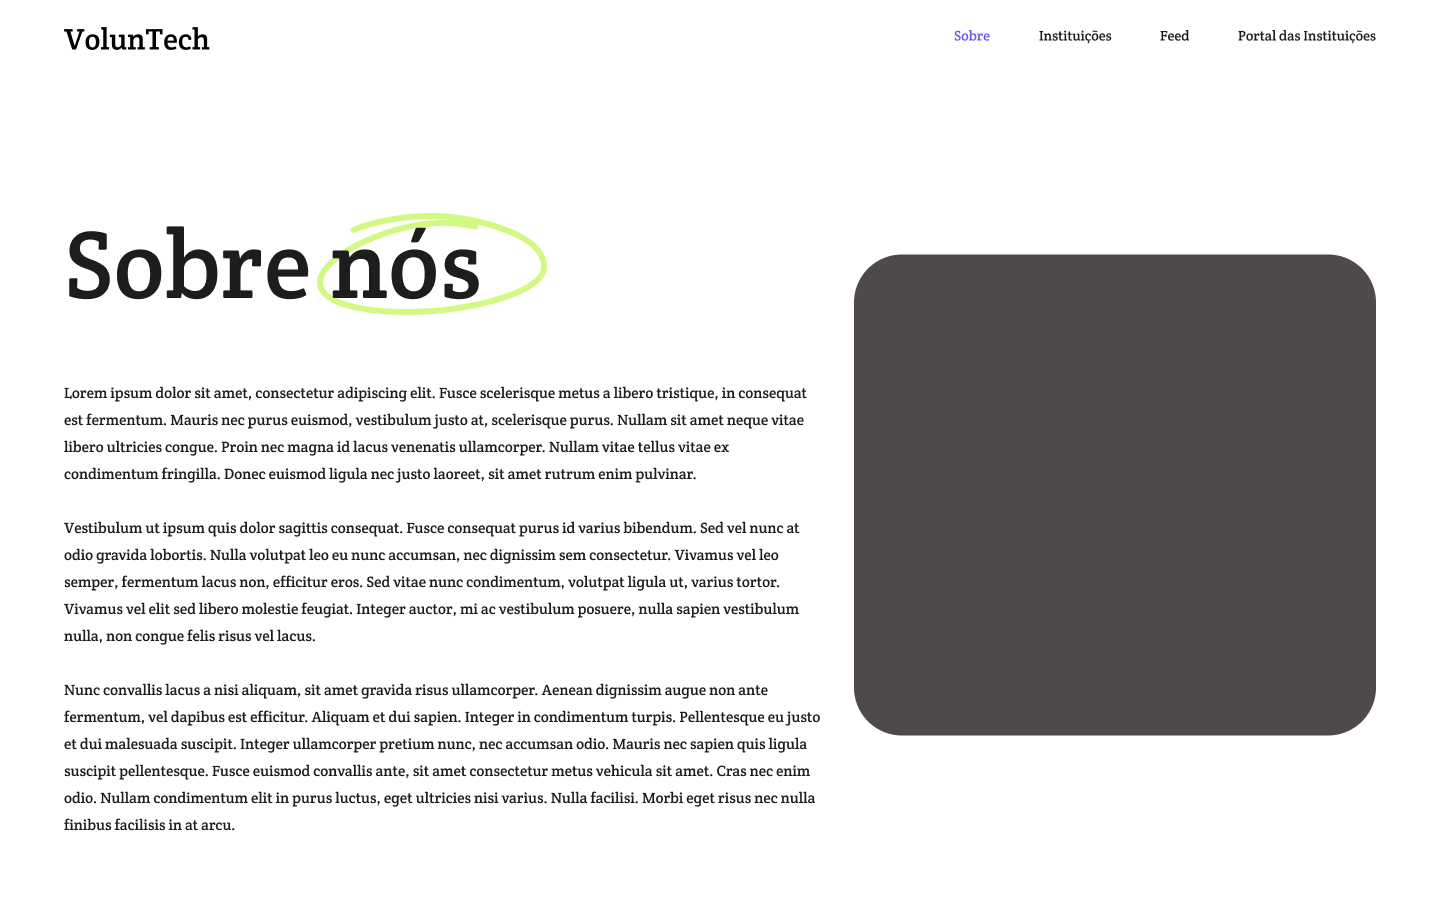 VolunTech
Sobre
Instituições
Feed
Portal das Instituições
Sobre nós
Lorem ipsum dolor sit amet, consectetur adipiscing elit. Fusce scelerisque metus a libero tristique, in consequat
est fermentum. Mauris nec purus euismod, vestibulum justo at, scelerisque purus. Nullam sit amet neque vitae
libero ultricies congue. Proin nec magna id lacus venenatis ullamcorper. Nullam vitae tellus vitae ex
condimentum fringilla. Donec euismod ligula nec justo laoreet, sit amet rutrum enim pulvinar.
Vestibulum ut ipsum quis dolor sagittis consequat. Fusce consequat purus id varius bibendum. Sed vel nunc at
odio gravida lobortis. Nulla volutpat leo eu nunc accumsan, nec dignissim sem consectetur. Vivamus vel leo
semper, fermentum lacus non, efficitur eros. Sed vitae nunc condimentum, volutpat ligula ut, varius tortor.
Vivamus vel elit sed libero molestie feugiat. Integer auctor, mi ac vestibulum posuere, nulla sapien vestibulum
nulla, non congue felis risus vel lacus.
Nunc convallis lacus a nisi aliquam, sit amet gravida risus ullamcorper. Aenean dignissim augue non ante
fermentum, vel dapibus est efficitur. Aliquam et dui sapien. Integer in condimentum turpis. Pellentesque eu justo
et dui malesuada suscipit. Integer ullamcorper pretium nunc, nec accumsan odio. Mauris nec sapien quis ligula
suscipit pellentesque. Fusce euismod convallis ante, sit amet consectetur metus vehicula sit amet. Cras nec enim
odio. Nullam condimentum elit in purus luctus, eget ultricies nisi varius. Nulla facilisi. Morbi eget risus nec nulla
finibus facilisis in at arcu.